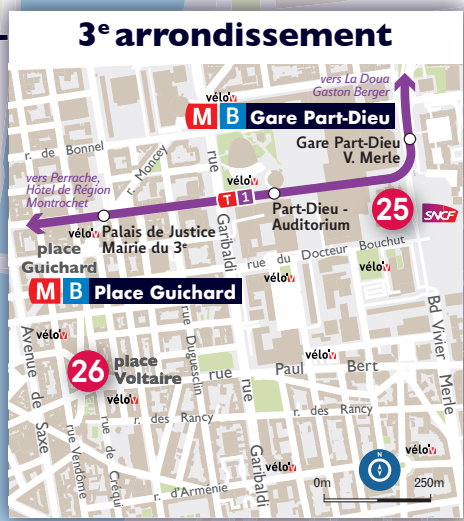 3e arrondissement
vers La Doua
Gaston Berger
vélo'v
M B Gare Part-Dieu
r. de Bonnel
Gare Part-Dieu
V. Merle
r. Moncey
rue
vers Perrache,
Hôtel de Région
Montrochet
vélo'v
T 1
Part-Dieu -
Auditorium
25
SNCF
vélo'v
Palais de Justice
Mairie du 3e
place
Guichard
Garibaldi
rue du Docteur Bouchut
vélo'v
vélo'v
M B Place Guichard
Avenue de Saxe
vélo'v
26
place
Voltaire
vélo'v
rue Duguesclin
rue Paul Bert
vélo'v
Bd Vivier Merle
rue Vendôme
rue de Créqui
r. des Rancy
rue Garibaldi
r. d'Arménie
vélo'v
vélo'v
N
0m 250m